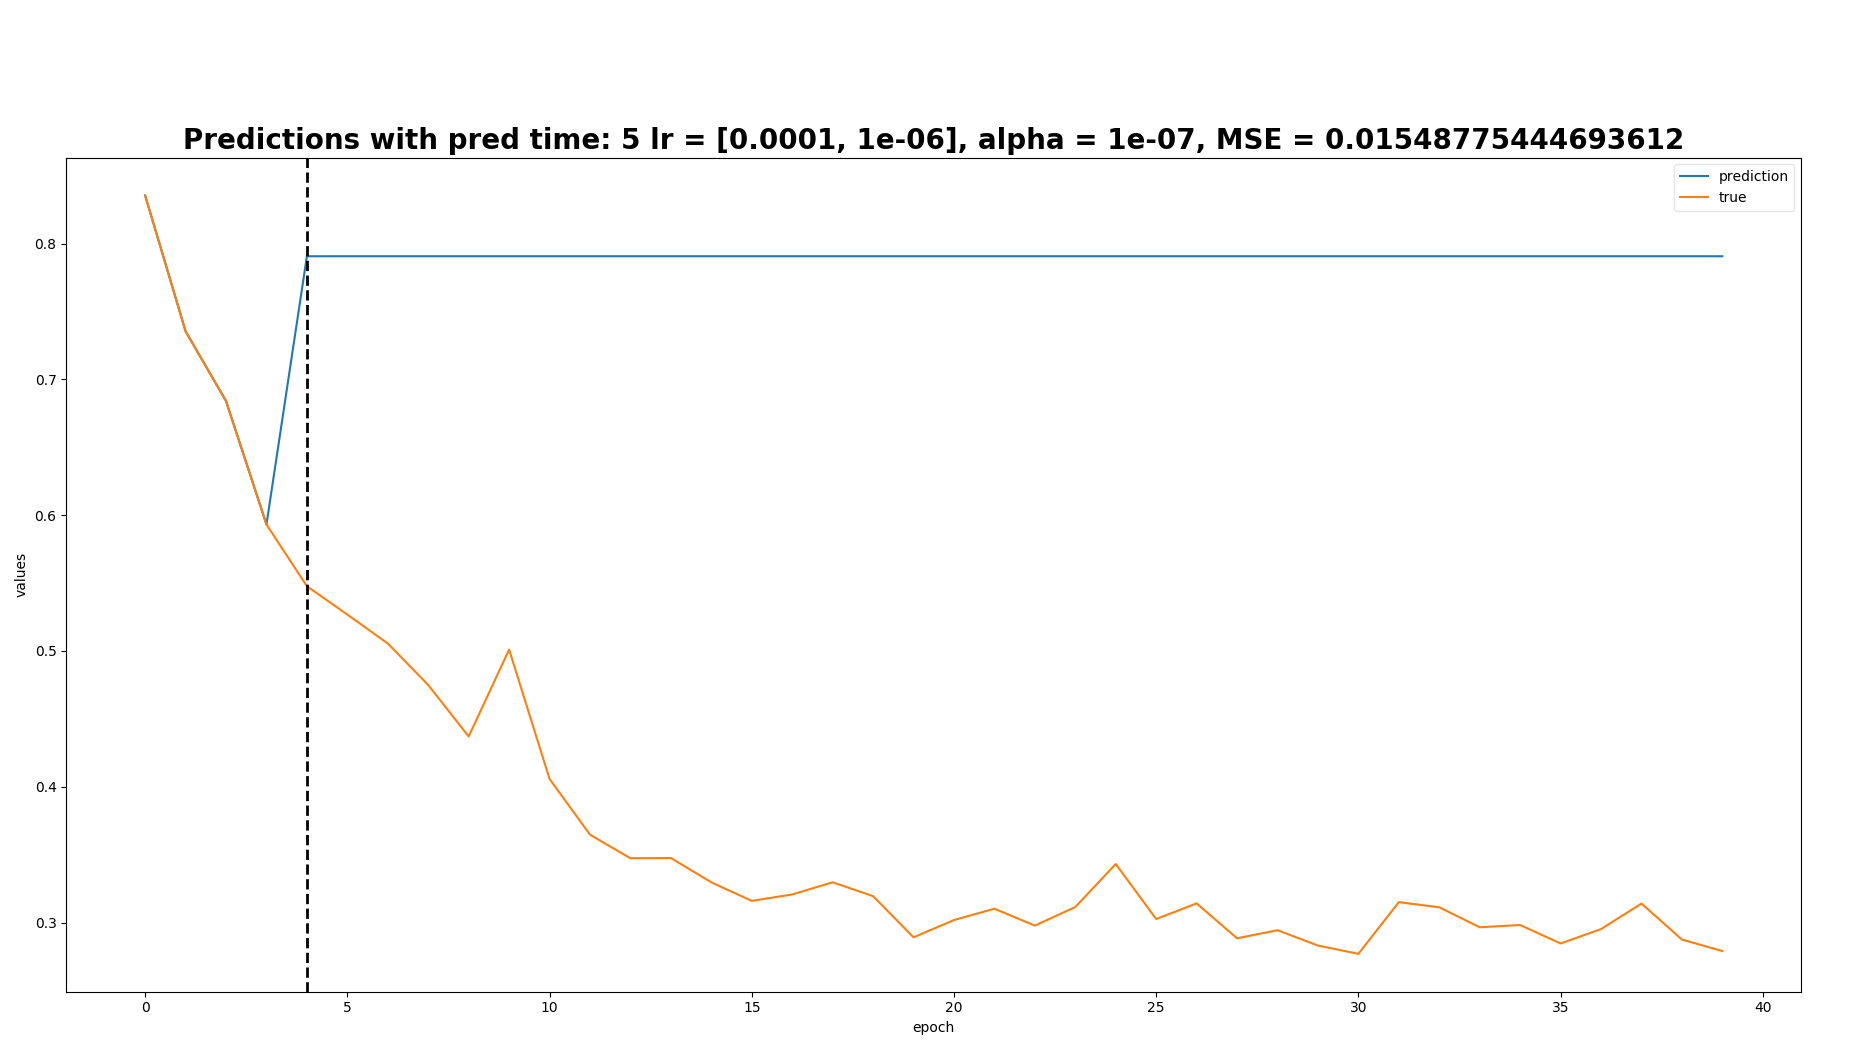 Predictions with pred time: 5 lr = [0.0001, 1e-06], alpha = 1e-07, MSE = 0.01548775444693612
prediction
true
0.8
0.7
0.6
0.5
0.4
0.3
values
0 5 10 15 20 25 30 35 40
epoch